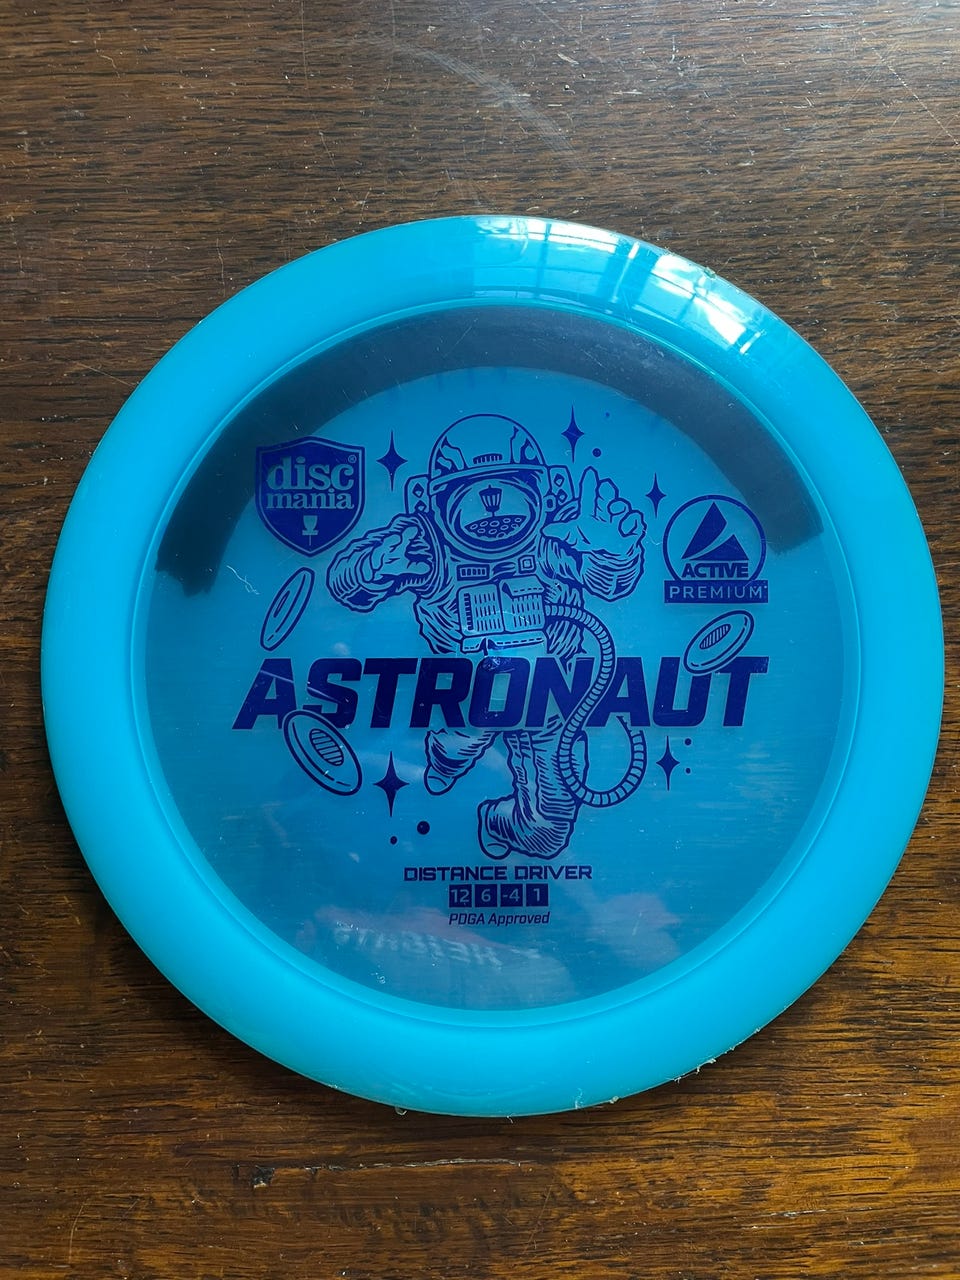 disc®
mania
ACTIVE
PREMIUM
ASTRONAUT
DISTANCE DRIVER
12 6 -4 1
PDGA Approved